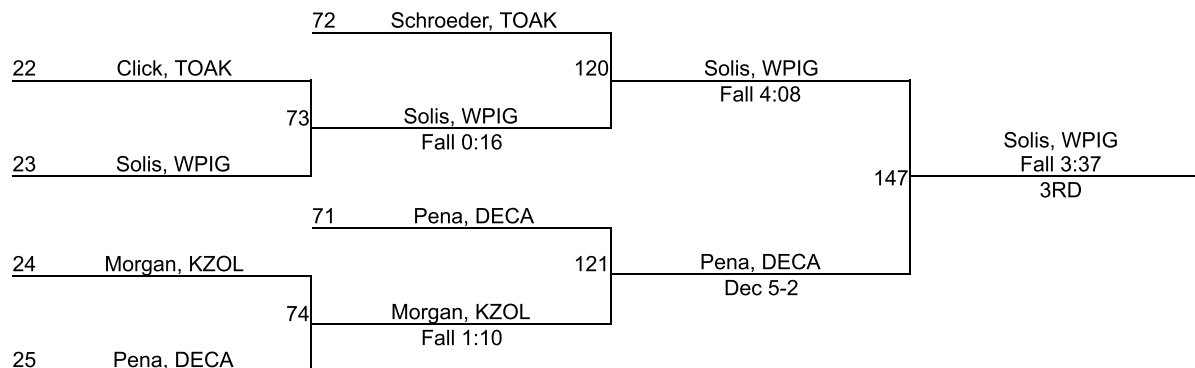 72 Schroeder, TOAK
22 Click, TOAK
120 Solis, WPIG
Fall 4:08
73 Solis, WPIG
Fall 0:16
Solis, WPIG
Fall 3:37
3RD
23 Solis, WPIG
147
71 Pena, DECA
24 Morgan, KZOL
121 Pena, DECA
Dec 5-2
74 Morgan, KZOL
Fall 1:10
25 Pena, DECA